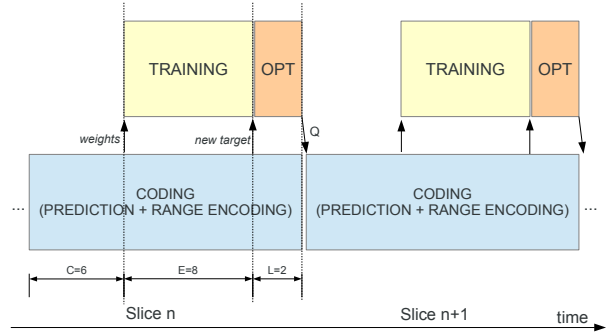 TRAINING OPT TRAINING OPT
weights new target Q
CODING
(PREDICTION + RANGE ENCODING)
CODING
(PREDICTION + RANGE ENCODING)
... ...
C=6 E=8 L=2
Slice n Slice n+1 time